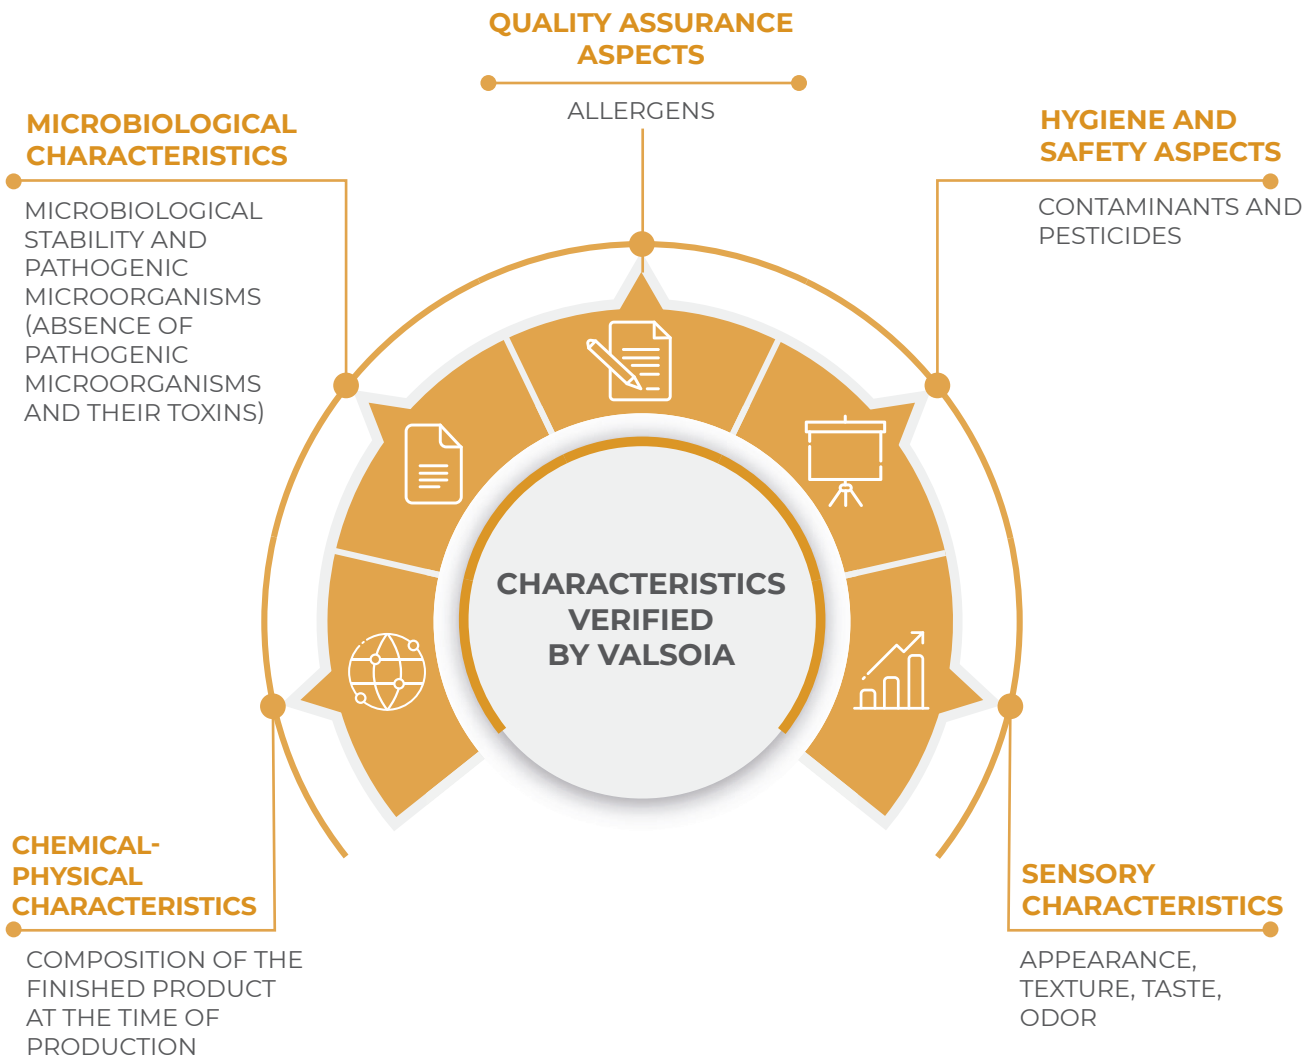 QUALITY ASSURANCE
ASPECTS
ALLERGENS
MICROBIOLOGICAL
CHARACTERISTICS
MICROBIOLOGICAL
STABILITY AND
PATHOGENIC
MICROORGANISMS
(ABSENCE OF
PATHOGENIC
MICROORGANISMS
AND THEIR TOXINS)
HYGIENE AND
SAFETY ASPECTS
CONTAMINANTS AND
PESTICIDES
CHARACTERISTICS
VERIFIED
BY VALSOIA
CHEMICAL-
PHYSICAL
CHARACTERISTICS
COMPOSITION OF THE
FINISHED PRODUCT
AT THE TIME OF
PRODUCTION
SENSORY
CHARACTERISTICS
APPEARANCE,
TEXTURE, TASTE,
ODOR